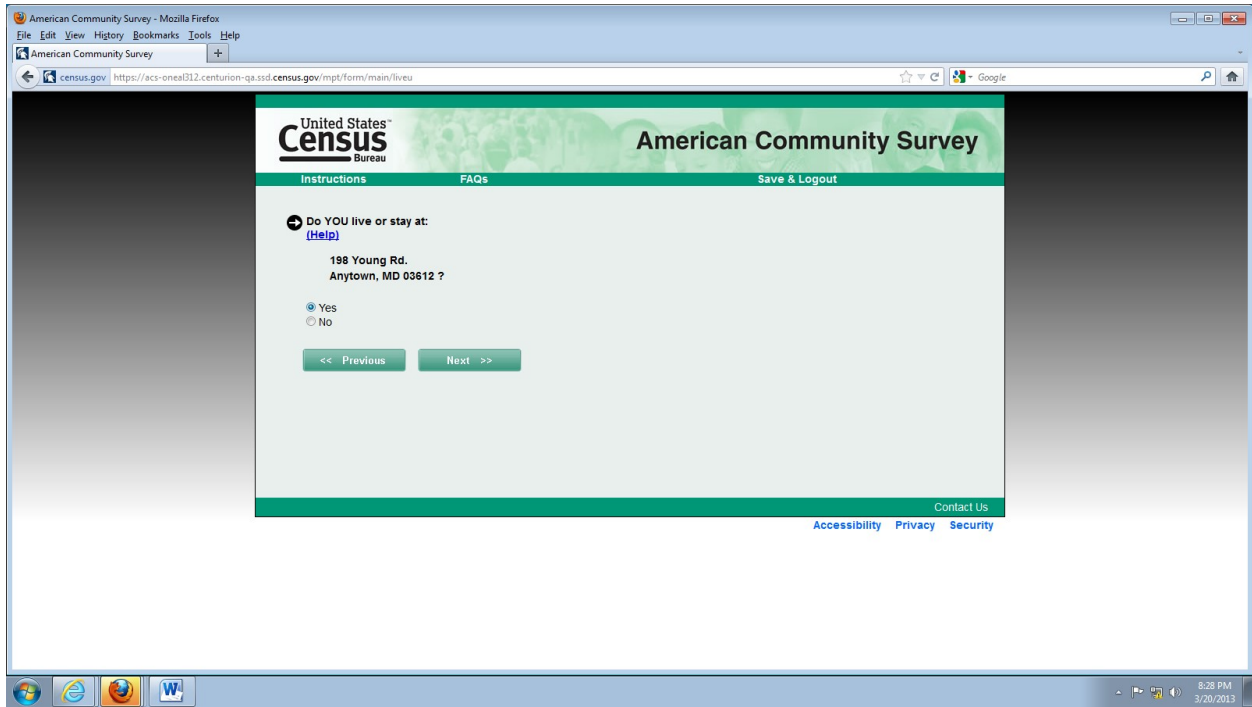 American Community Survey - Mozilla Firefox
File Edit View History Bookmarks Tools Help
American Community Survey +
census.gov https://acs-oneal312.centurion-qa.ssd.census.gov/mpt/form/main/liveu Google
United States™
Census
Bureau
American Community Survey
Instructions FAQs Save & Logout
Do YOU live or stay at:
(Help)
198 Young Rd.
Anytown, MD 03612 ?
Yes
No
<< Previous Next >>
Contact Us
Accessibility Privacy Security
W
8:28 PM
3/20/2013